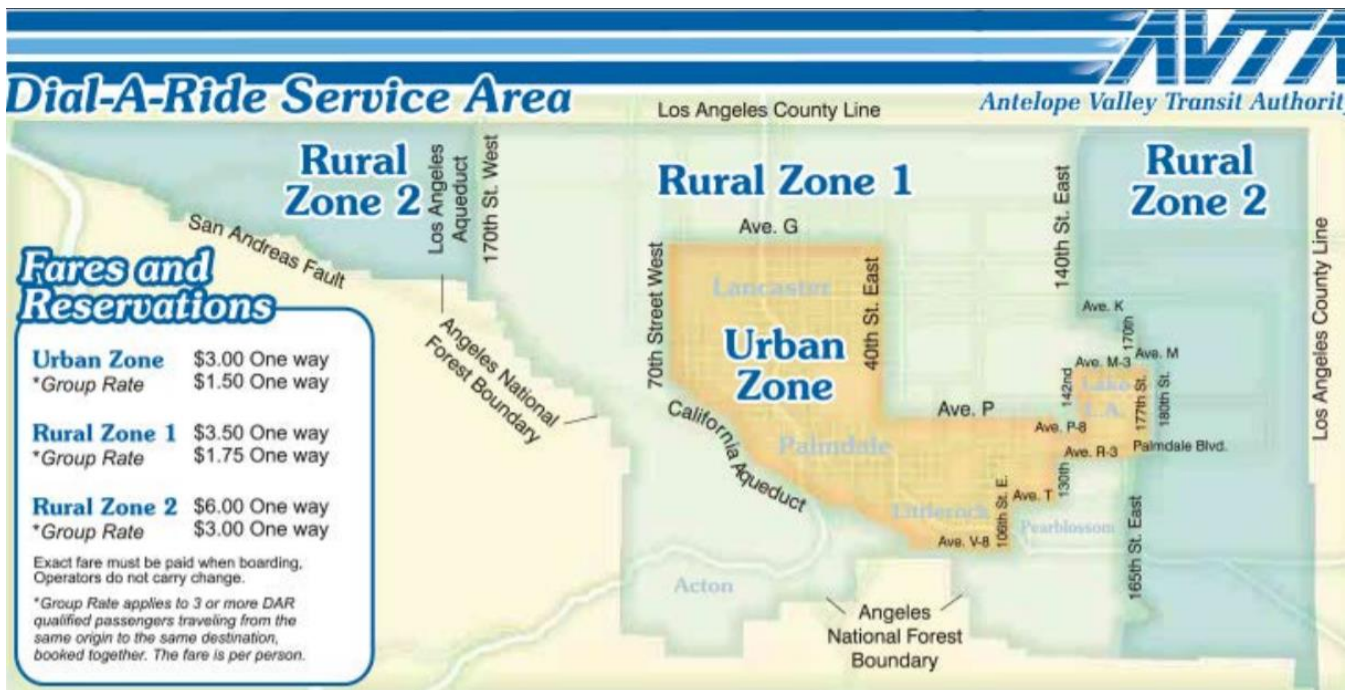 AVTA
Antelope Valley Transit Authority
Dial-A-Ride Service Area
Los Angeles County Line
Rural
Zone 2
Los Angeles
Aqueduct
170th St. West
Rural Zone 1
140th St. East
Rural
Zone 2
San Andreas Fault
Ave. G
70th Street West
Lancaster
40th St. East
Urban
Zone
Ave. K
170th
Ave. M
Ave. M-3
142nd
Lake
L.A.
177th St.
180th St.
Los Angeles County Line
Angeles National
Forest Boundary
California Aqueduct
Palmdale
Ave. P
Ave. P-8
Ave. R-3
Palmdale Blvd.
130th
Ave. T
Littlerock
106th St. E.
Pearblossom
Ave. V-8
165th St. East
Acton
Angeles
National Forest
Boundary
Fares and
Reservations
Urban Zone $3.00 One way
*Group Rate $1.50 One way
Rural Zone 1 $3.50 One way
*Group Rate $1.75 One way
Rural Zone 2 $6.00 One way
*Group Rate $3.00 One way
Exact fare must be paid when boarding,
Operators do not carry change.
*Group Rate applies to 3 or more DAR
qualified passengers traveling from the
same origin to the same destination,
booked together. The fare is per person.